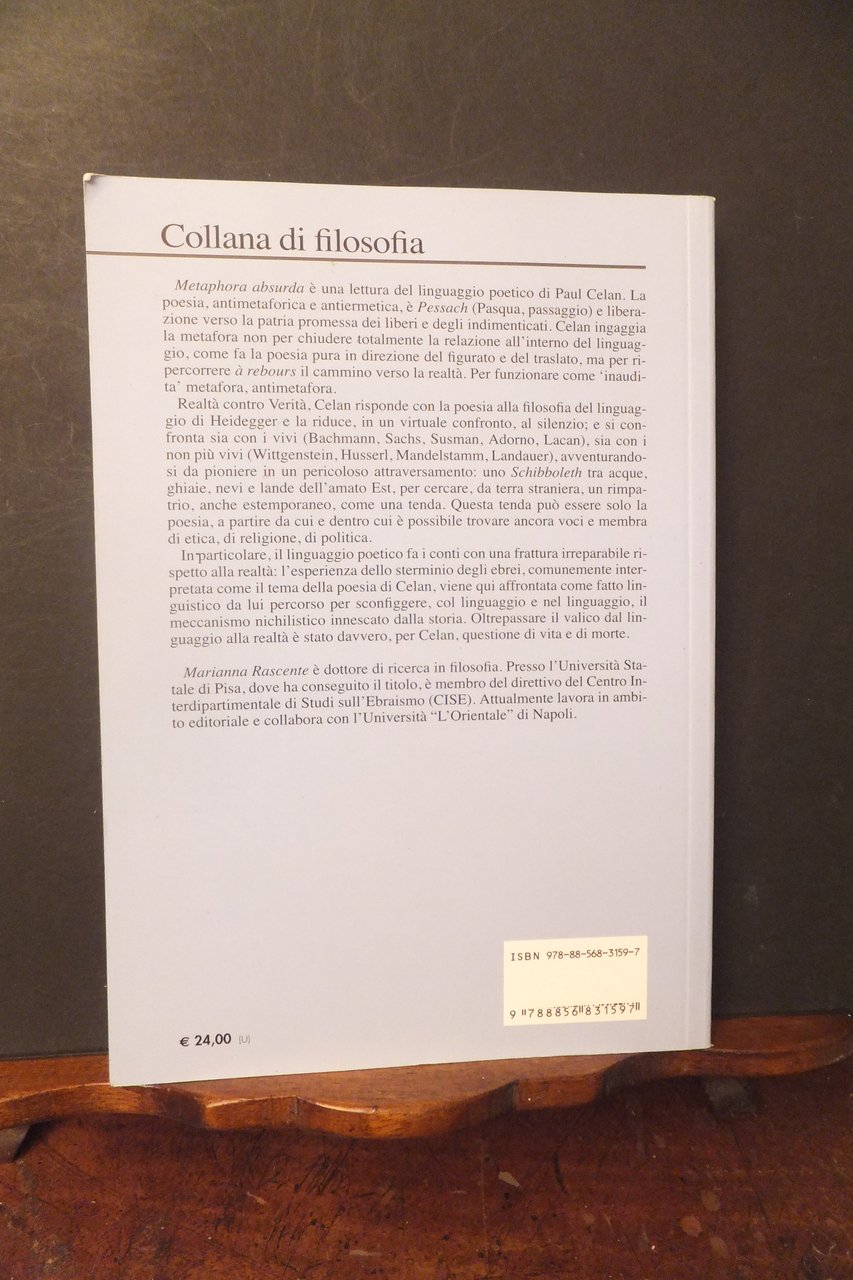 Collana di filosofia
Metaphora absurda è una lettura del linguaggio poetico di Paul Celan. La
poesia, antimetaforica e antiermetica, è Pessach (Pasqua, passaggio) e libera-
zione verso la patria promessa dei liberi e degli indimenticati. Celan ingaggia
la metafora non per chiudere totalmente la relazione all'interno del linguag-
gio, come fa la poesia pura in direzione del figurato e del traslato, ma per ri-
percorrere à rebours il cammino verso la realtà. Per funzionare come ‘inaudi-
ta’ metafora, antimetafora.
Realtà contro Verità, Celan risponde con la poesia alla filosofia del linguag-
gio di Heidegger e la riduce, in un virtuale confronto, al silenzio; e si con-
fronta sia con i vivi (Bachmann, Sachs, Susman, Adorno, Lacan), sia con i
non più vivi (Wittgenstein, Husserl, Mandelstamm, Landauer), avventurando-
si da pioniere in un pericoloso attraversamento: uno Schibboleth tra acque,
ghiaie, nevi e lande dell'amato Est, per cercare, da terra straniera, un rimpa-
trio, anche estemporaneo, come una tenda. Questa tenda può essere solo la
poesia, a partire da cui e dentro cui è possibile trovare ancora voci e membra
di etica, di religione, di politica.
In particolare, il linguaggio poetico fa i conti con una frattura irreparabile ri-
spetto alla realtà: l'esperienza dello sterminio degli ebrei, comunemente inter-
pretata come il tema della poesia di Celan, viene qui affrontata come fatto lin-
guistico da lui percorso per sconfiggere, col linguaggio e nel linguaggio, il
meccanismo nichilistico innescato dalla storia. Oltrepassare il valico dal lin-
guaggio alla realtà è stato davvero, per Celan, questione di vita e di morte.
Marianna Rascente è dottore di ricerca in filosofia. Presso l'Università Sta-
tale di Pisa, dove ha conseguito il titolo, è membro del direttivo del Centro In-
terdipartimentale di Studi sull'Ebraismo (CISE). Attualmente lavora in ambi-
to editoriale e collabora con l'Università “L'Orientale” di Napoli.
ISBN 978-88-568-3159-7
9 788856 831597
€ 24,00 (U)